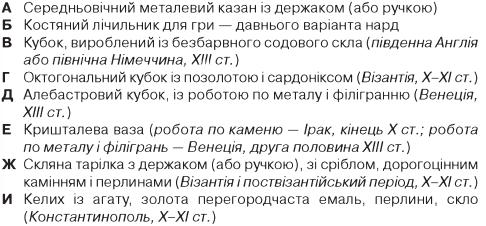 А Середньовічний металевий казан із держаком (або ручкою)
Б Костяний лічильник для гри — давнього варіанта нард
В Кубок, вироблений із безбарвного содового скла (південна Англія
або північна Німеччина, XIII ст.)
Г Октогональний кубок із позолотою і сардоніксом (Візантія, X–XI ст.)
Д Алебастровий кубок, із роботою по металу і філігранню (Венеція,
XIII ст.)
Е Кришталева ваза (робота по каменю — Ірак, кінець X ст.; робота
по металу і філігрань — Венеція, друга половина XIII ст.)
Ж Скляна тарілка з держаком (або ручкою), зі сріблом, дорогоцінним
камінням і перлинами (Візантія і поствізантійський період, X–XI ст.)
И Келих із агату, золота перегородчаста емаль, перлини, скло
(Константинополь, X–XI ст.)